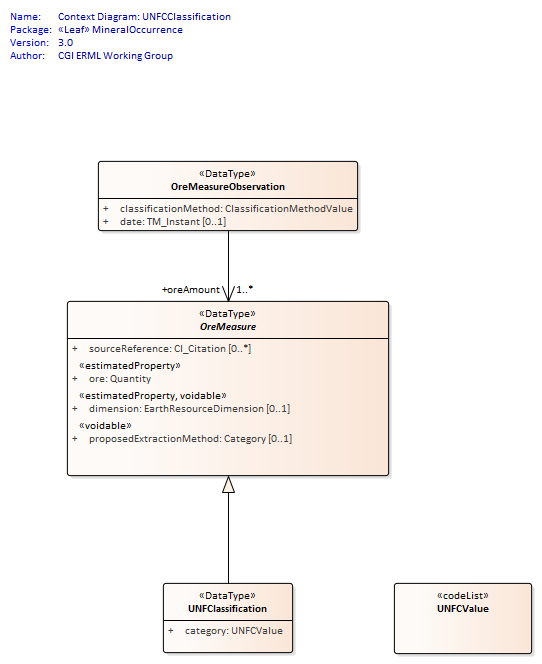 Name: Context Diagram: UNFCClassification
Package: «Leaf» MineralOccurrence
Version: 3.0
Author: CGI ERML Working Group
«DataType»
OreMeasureObservation
+ classificationMethod: ClassificationMethodValue
+ date: TM_Instant [0..1]
+oreAmount 1..*
«DataType»
OreMeasure
+ sourceReference: CI_Citation [0..*]
«estimatedProperty»
+ ore: Quantity
«estimatedProperty, voidable»
+ dimension: EarthResourceDimension [0..1]
«voidable»
+ proposedExtractionMethod: Category [0..1]
«DataType»
UNFClassification
+ category: UNFCValue
«codeList»
UNFCValue